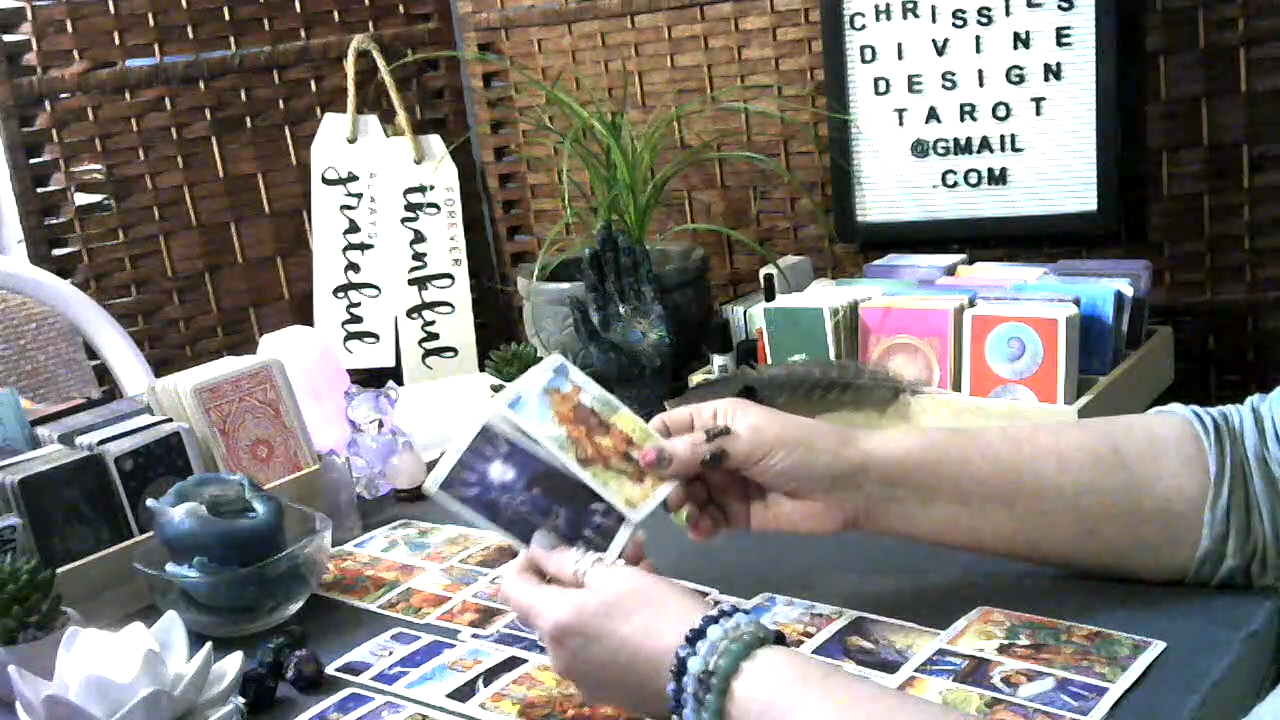 CHRISSIES
DIVINE
DESIGN
TAROT
@GMAIL
.COM
ALWAYS
grateful
FOREVER
thankful